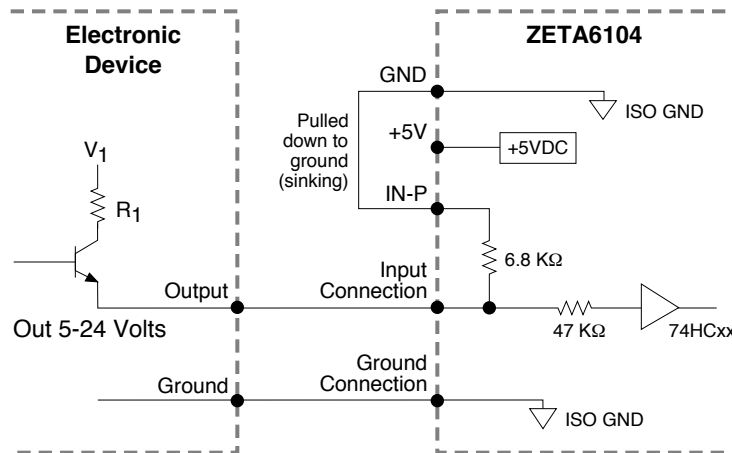 Electronic
Device
ZETA6104
GND
ISO GND
Pulled
down to
ground
(sinking)
+5V
+5VDC
V1
IN-P
R1
6.8 KΩ
Output
Input
Connection
Out 5-24 Volts
47 KΩ
74HCxx
Ground
Ground
Connection
ISO GND